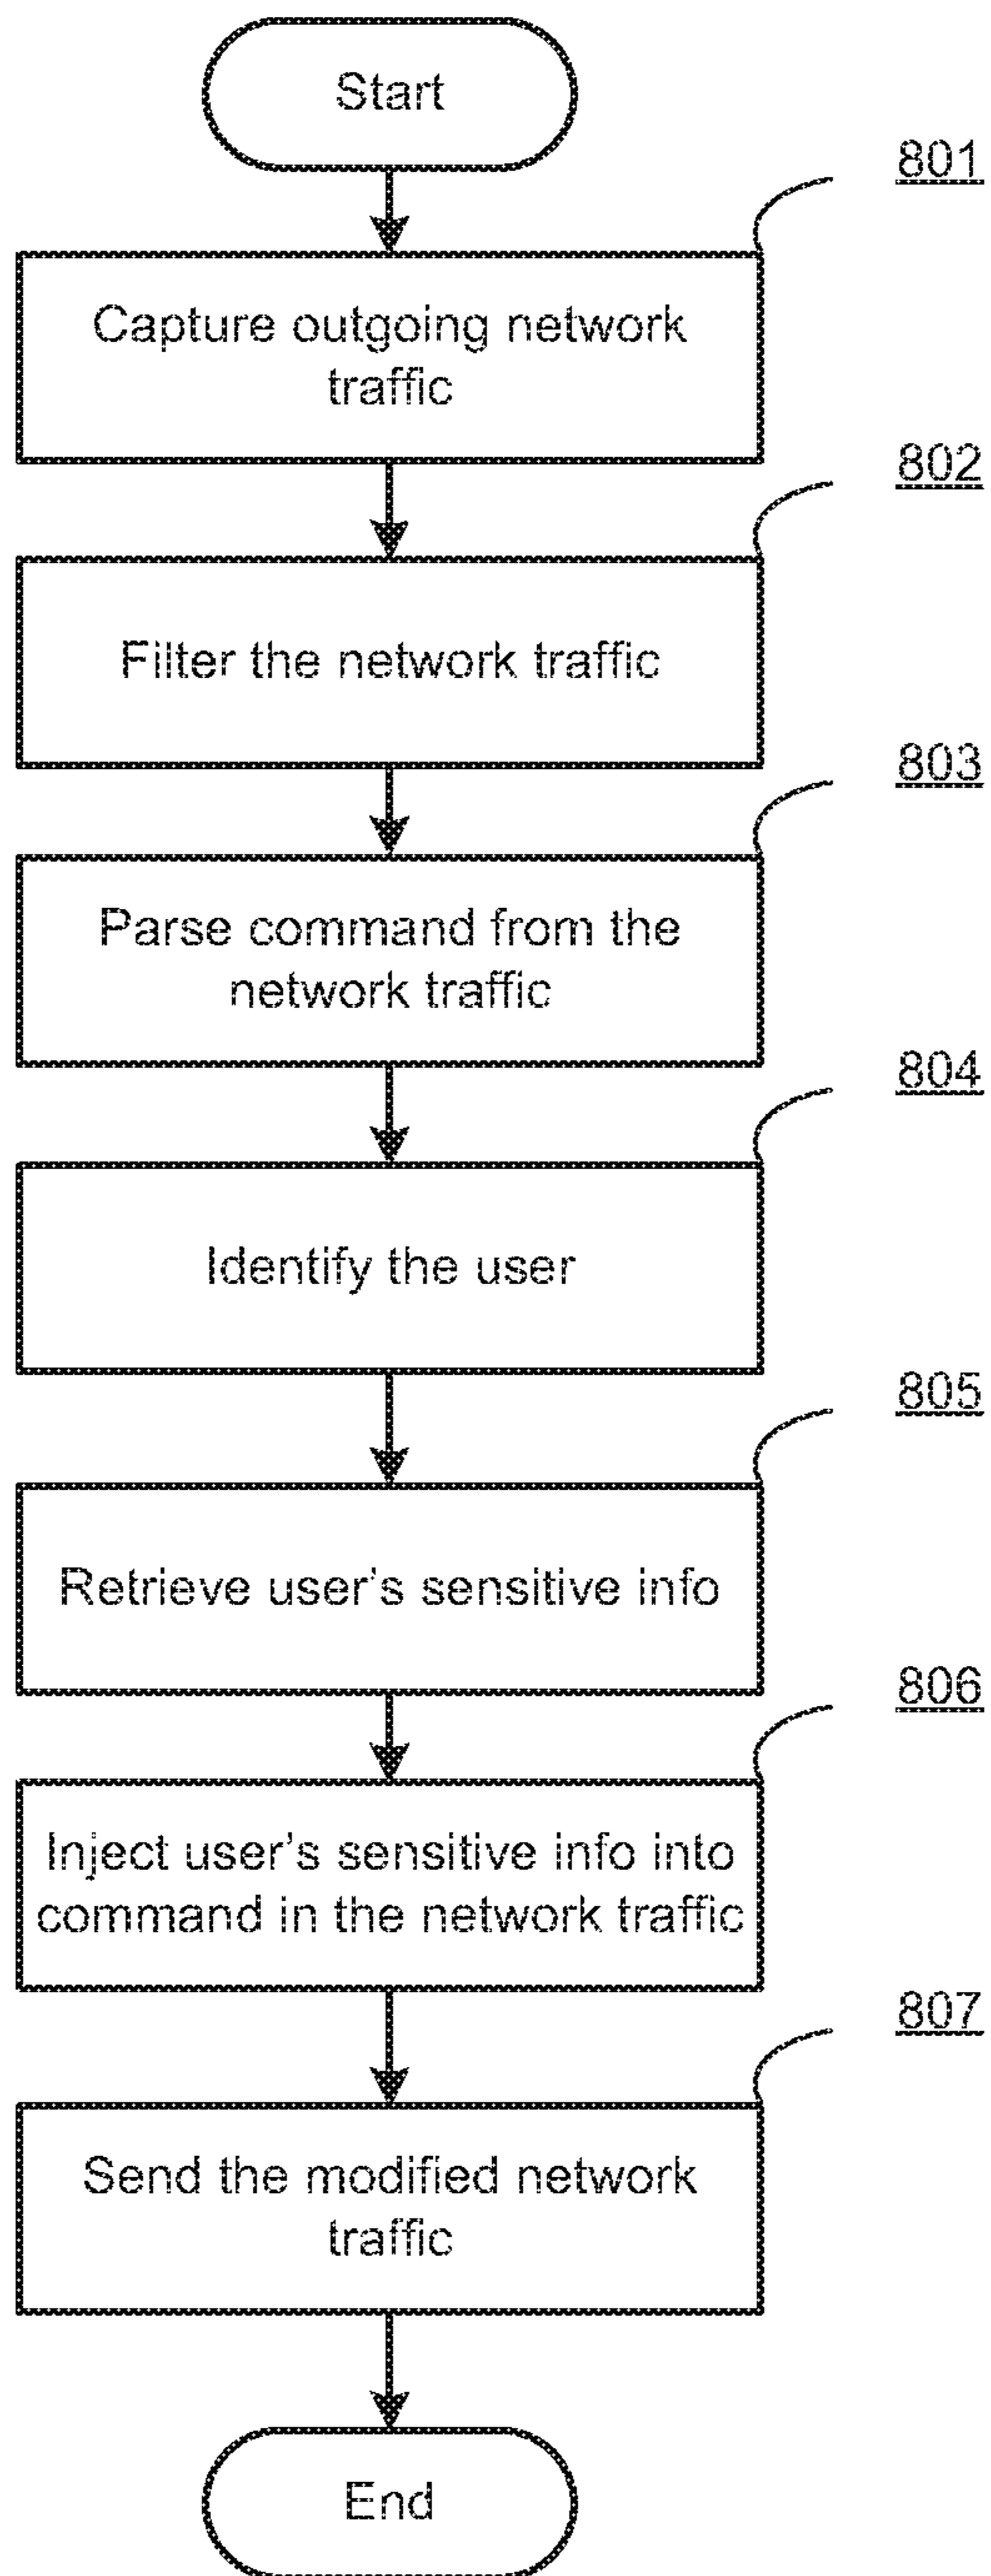 Start
801
Capture outgoing network
traffic
802
Filter the network traffic
803
Parse command from the
network traffic
804
Identify the user
805
Retrieve user's sensitive info
806
Inject user's sensitive info into
command in the network traffic
807
Send the modified network
traffic
End